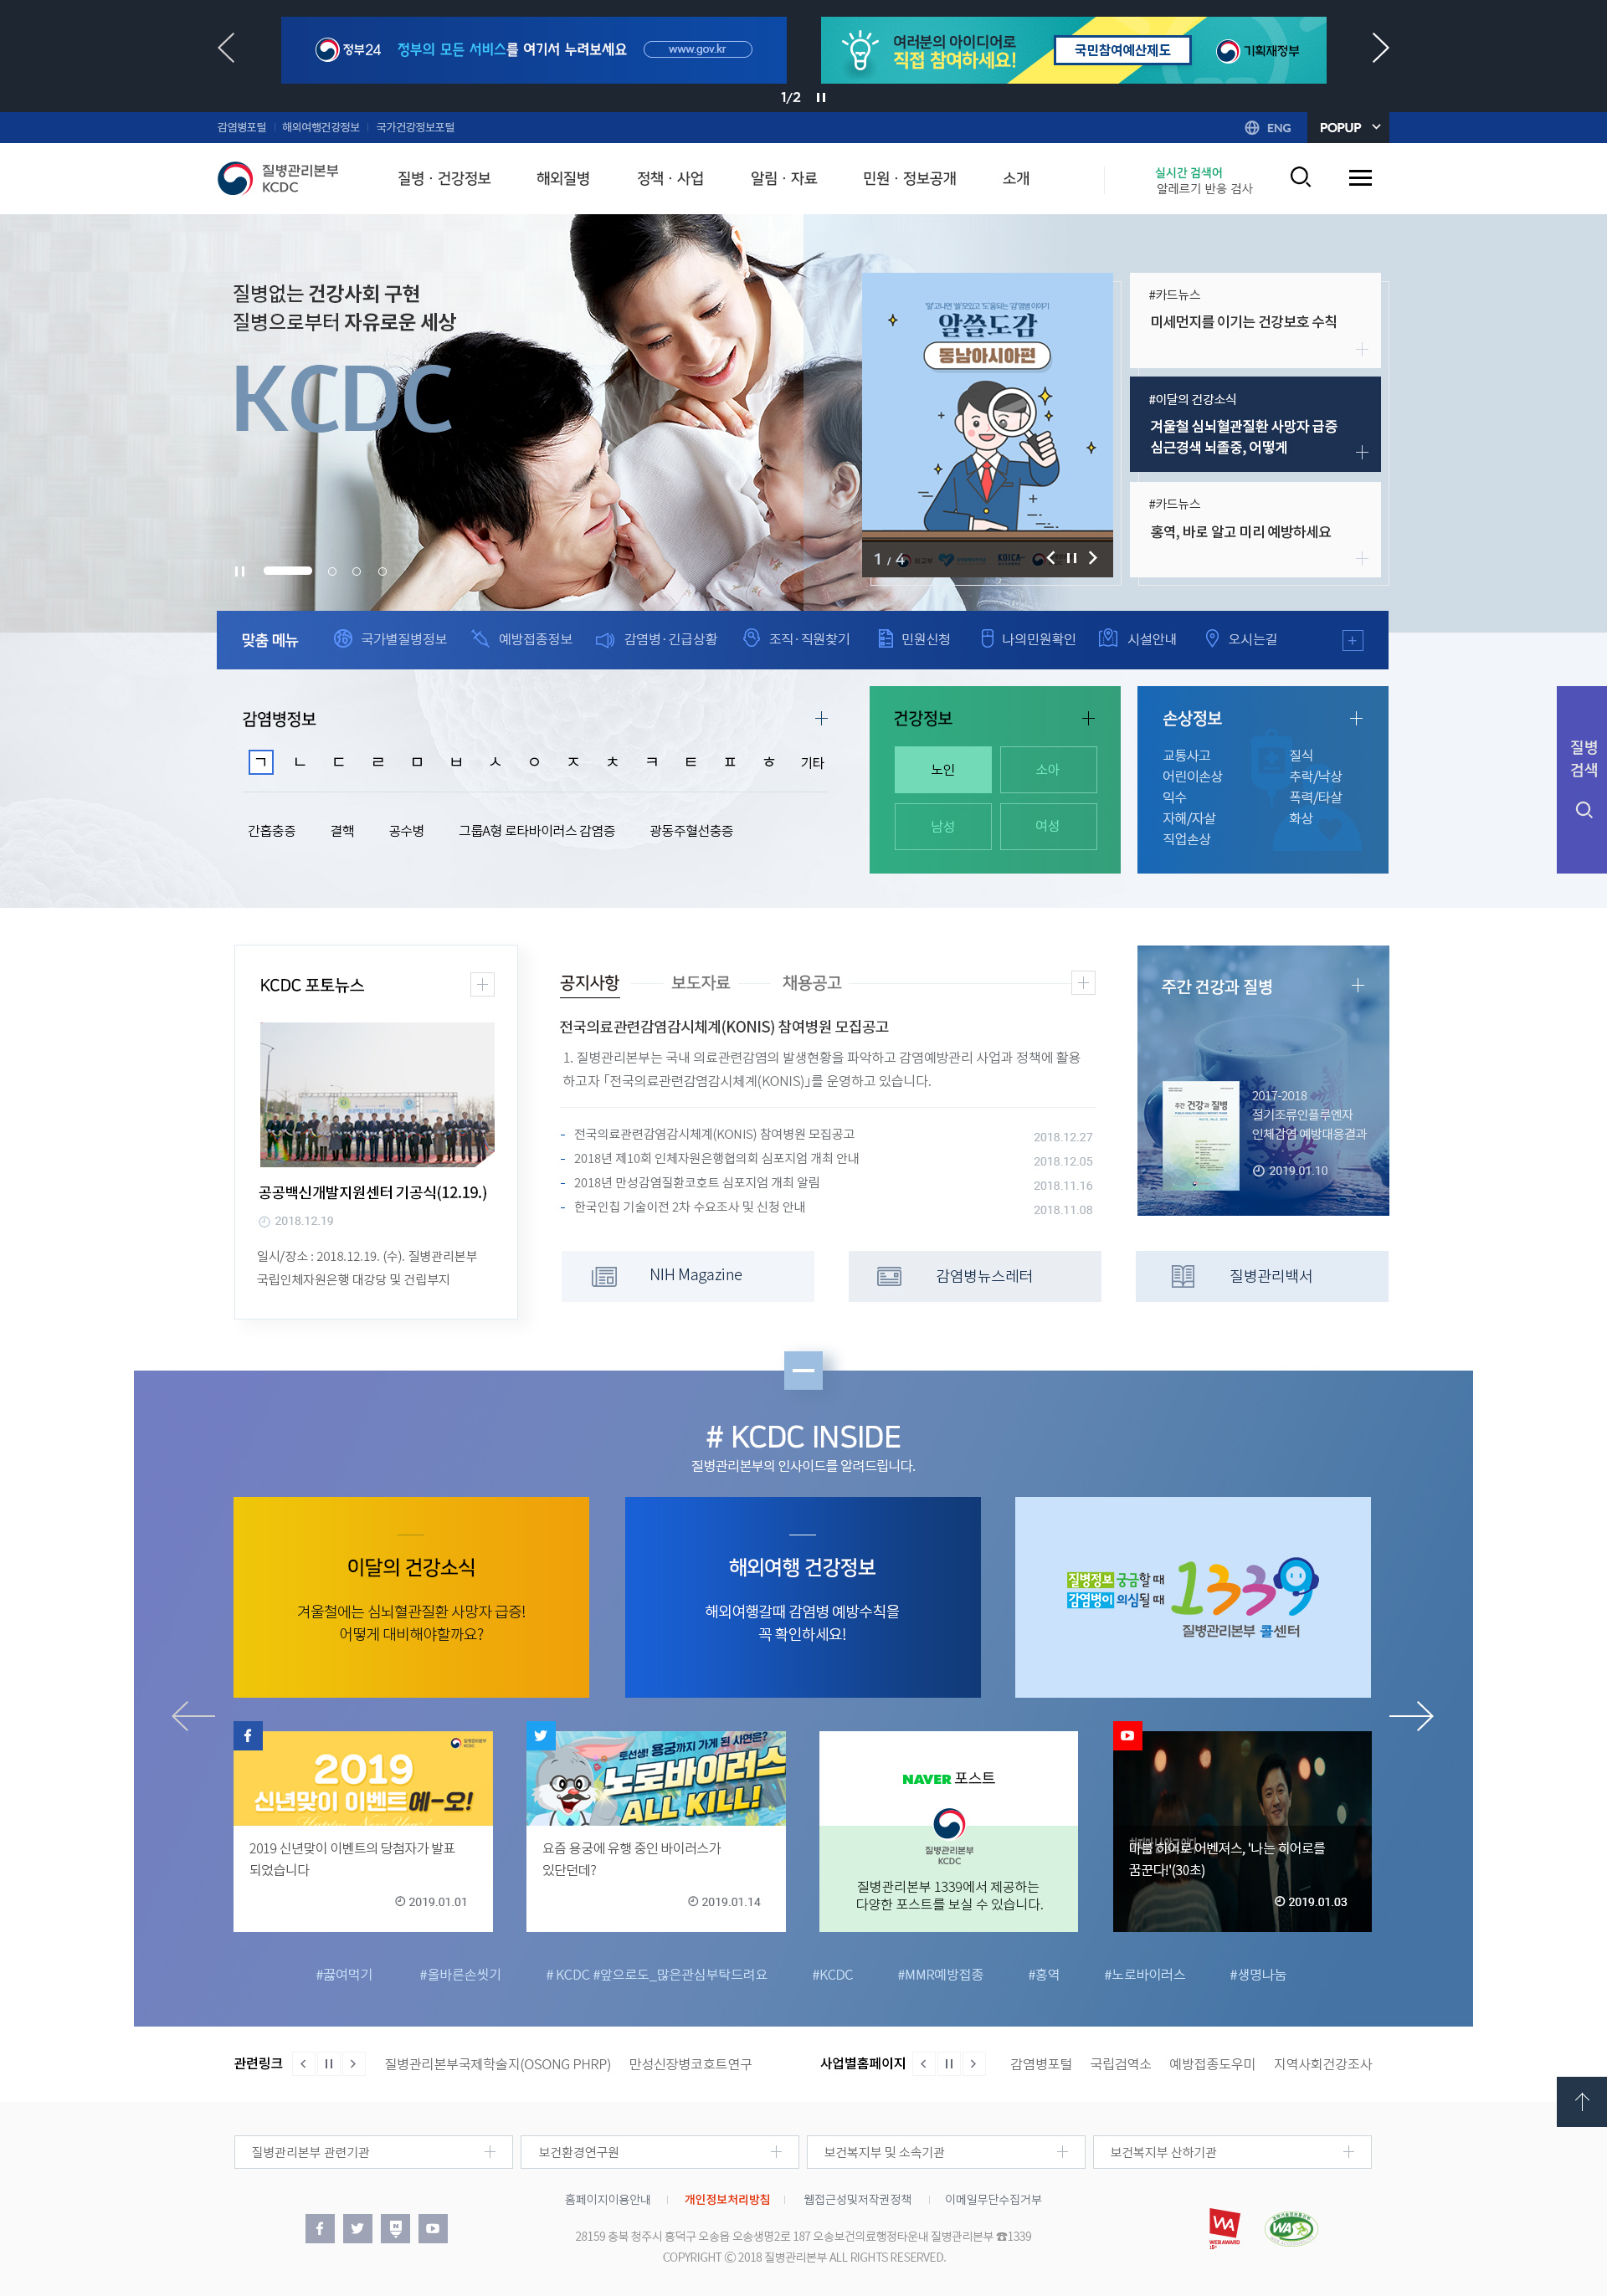 정부24 정부의 모든 서비스를 여기서 누려보세요 www.gov.kr
여러분의 아이디어로
직접 참여하세요!
국민참여예산제도
기획재정부
1/2
감염병포털 해외여행건강정보 국가건강정보포털
ENG POPUP
질병관리본부
KCDC
질병 · 건강정보 해외질병 정책 · 사업 알림 · 자료 민원 · 정보공개 소개
실시간 검색어
알레르기 반응 검사
질병없는 건강사회 구현
질병으로부터 자유로운 세상
KCDC
알쓸도감
동남아시아편
1 / 4
#카드뉴스
미세먼지를 이기는 건강보호 수칙
#이달의 건강소식
겨울철 심뇌혈관질환 사망자 급증
심근경색 뇌졸중, 어떻게
#카드뉴스
홍역, 바로 알고 미리 예방하세요
맞춤 메뉴 국가별질병정보 예방접종정보 감염병·긴급상황 조직·직원찾기 민원신청 나의민원확인 시설안내 오시는길
감염병정보
ㄱ ㄴ ㄷ ㄹ ㅁ ㅂ ㅅ ㅇ ㅈ ㅊ ㅋ ㅌ ㅍ ㅎ 기타
간흡충증 결핵 공수병 그룹A형 로타바이러스 감염증 광동주혈선충증
건강정보
노인 소아
남성 여성
손상정보
교통사고 질식
어린이손상 추락/낙상
익수 폭력/타살
자해/자살 화상
직업손상
질병
검색
KCDC 포토뉴스
공공백신개발지원센터 기공식(12.19.)
2018.12.19
일시/장소 : 2018.12.19. (수). 질병관리본부
국립인체자원은행 대강당 및 건립부지
공지사항 보도자료 채용공고
전국의료관련감염감시체계(KONIS) 참여병원 모집공고
1. 질병관리본부는 국내 의료관련감염의 발생현황을 파악하고 감염예방관리 사업과 정책에 활용
하고자 「전국의료관련감염감시체계(KONIS)」를 운영하고 있습니다.
- 전국의료관련감염감시체계(KONIS) 참여병원 모집공고 2018.12.27
- 2018년 제10회 인체자원은행협의회 심포지엄 개최 안내 2018.12.05
- 2018년 만성감염질환코호트 심포지엄 개최 알림 2018.11.16
- 한국인칩 기술이전 2차 수요조사 및 신청 안내 2018.11.08
주간 건강과 질병
주간 건강과 질병
2017-2018
절기조류인플루엔자
인체감염 예방대응결과
2019.01.10
NIH Magazine
감염병뉴스레터
질병관리백서
# KCDC INSIDE
질병관리본부의 인사이드를 알려드립니다.
이달의 건강소식
겨울철에는 심뇌혈관질환 사망자 급증!
어떻게 대비해야할까요?
해외여행 건강정보
해외여행갈때 감염병 예방수칙을
꼭 확인하세요!
질병정보 궁금할 때
감염병이 의심될 때
1339
질병관리본부 콜센터
질병관리본부
KCDC
2019
신년맞이 이벤트 에-오!
Happy New Year!
2019 신년맞이 이벤트의 당첨자가 발표
되었습니다
2019.01.01
토선생! 용궁까지 가게 된 사연은?
노로바이러스
ALL KILL!
요즘 용궁에 유행 중인 바이러스가
있단던데?
2019.01.14
NAVER 포스트
질병관리본부
KCDC
질병관리본부 1339에서 제공하는
다양한 포스트를 보실 수 있습니다.
마블 히어로 어벤져스, '나는 히어로를
꿈꾼다!'(30초)
2019.01.03
#끓여먹기 #올바른손씻기 # KCDC #앞으로도_많은관심부탁드려요 #KCDC #MMR예방접종 #홍역 #노로바이러스 #생명나눔
관련링크 질병관리본부국제학술지(OSONG PHRP) 만성신장병코호트연구
사업별홈페이지 감염병포털 국립검역소 예방접종도우미 지역사회건강조사
질병관리본부 관련기관 보건환경연구원 보건복지부 및 소속기관 보건복지부 산하기관
홈페이지이용안내 개인정보처리방침 웹접근성및저작권정책 이메일무단수집거부
28159 충북 청주시 흥덕구 오송읍 오송생명2로 187 오송보건의료행정타운내 질병관리본부 ☎1339
COPYRIGHT ⓒ 2018 질병관리본부 ALL RIGHTS RESERVED.
WA
WEB AWARD
WA